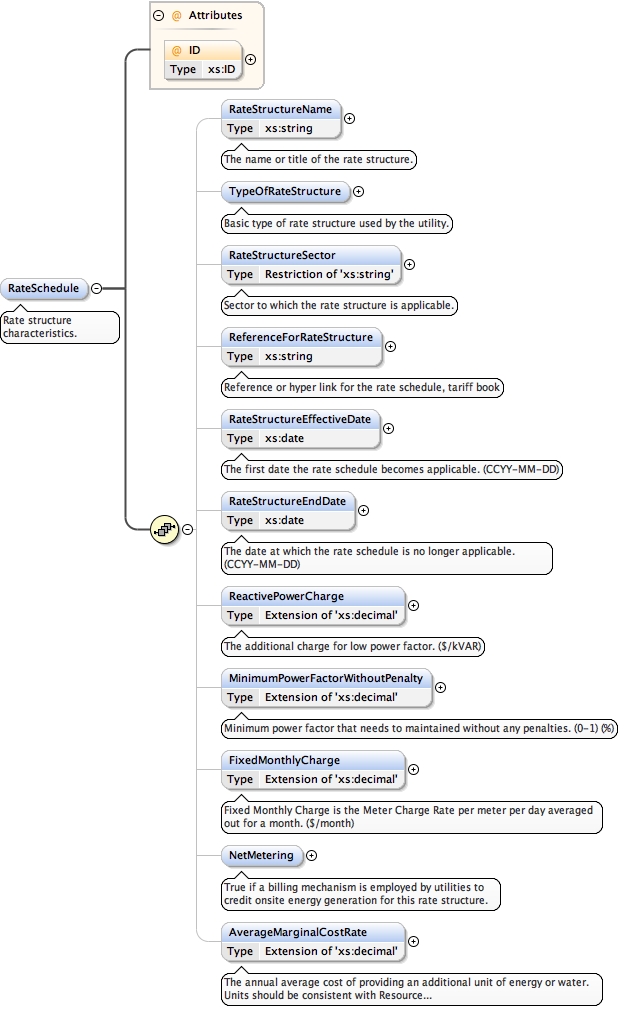 @ Attributes
@ ID
Type xs:ID
RateStructureName
Type xs:string
The name or title of the rate structure.
TypeOfRateStructure
Basic type of rate structure used by the utility.
RateStructureSector
Type Restriction of 'xs:string'
Sector to which the rate structure is applicable.
RateSchedule
Rate structure
characteristics.
ReferenceForRateStructure
Type xs:string
Reference or hyper link for the rate schedule, tariff book
RateStructureEffectiveDate
Type xs:date
The first date the rate schedule becomes applicable. (CCYY-MM-DD)
RateStructureEndDate
Type xs:date
The date at which the rate schedule is no longer applicable.
(CCYY-MM-DD)
ReactivePowerCharge
Type Extension of 'xs:decimal'
The additional charge for low power factor. ($/kVAR)
MinimumPowerFactorWithoutPenalty
Type Extension of 'xs:decimal'
Minimum power factor that needs to maintained without any penalties. (0-1) (%)
FixedMonthlyCharge
Type Extension of 'xs:decimal'
Fixed Monthly Charge is the Meter Charge Rate per meter per day averaged
out for a month. ($/month)
NetMetering
True if a billing mechanism is employed by utilities to
credit onsite energy generation for this rate structure.
AverageMarginalCostRate
Type Extension of 'xs:decimal'
The annual average cost of providing an additional unit of energy or water.
Units should be consistent with Resource...